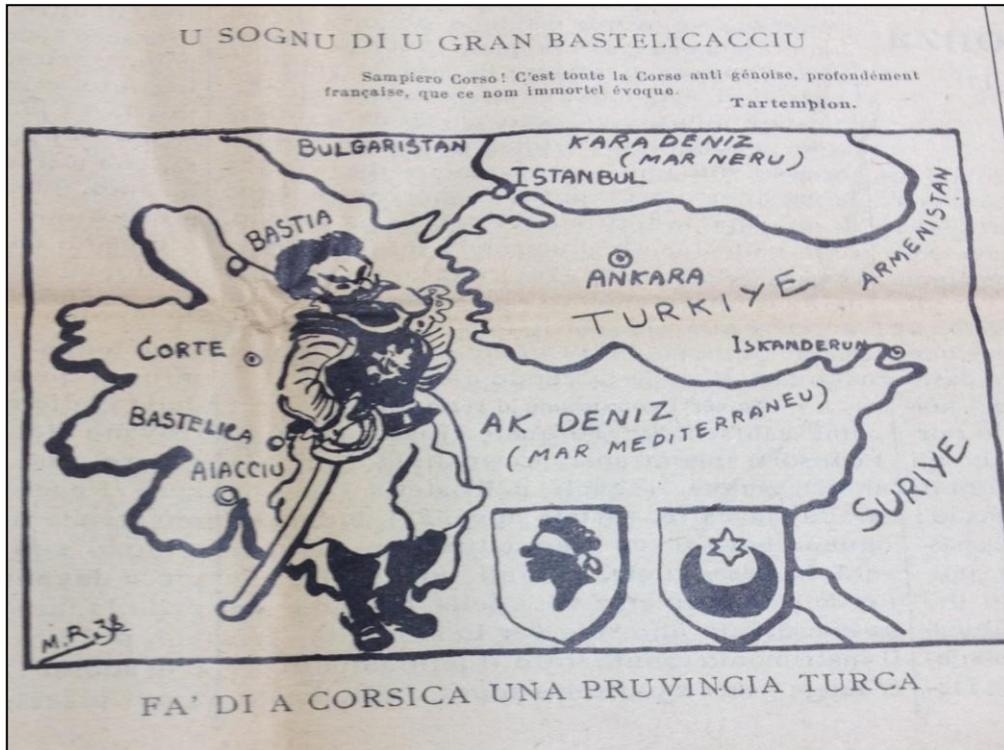 U SOGNU DI U GRAN BASTELICACCIU
Sampiero Corso ! C'est toute la Corse anti génoise, profondément
française, que ce nom immortel évoque.
Tartempion.
BULGARISTAN
KARA DENIZ
(MAR NERU)
ISTANBUL
ARMENISTAN
BASTIA
ANKARA
TURKIYE
CORTE
ISKANDERUN
BASTELICA
AK DENIZ
(MAR MEDITERRANEU)
AIACCIU
SURIYE
M.R.38
FA' DI A CORSICA UNA PRUVINCIA TURCA